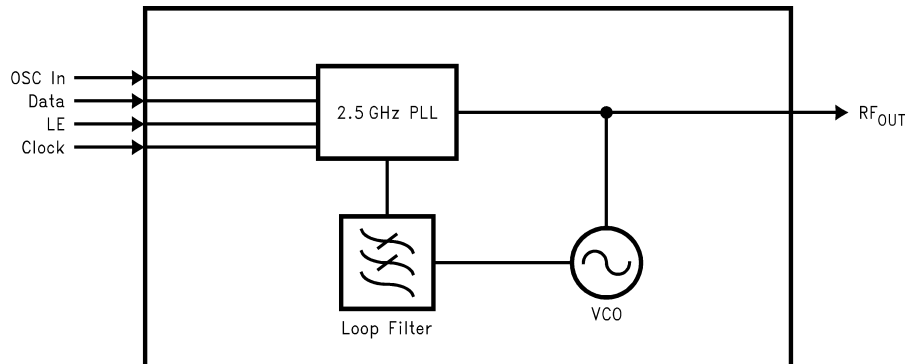 OSC In
Data
LE
Clock
2.5 GHz PLL
RFOUT
Loop Filter
VCO